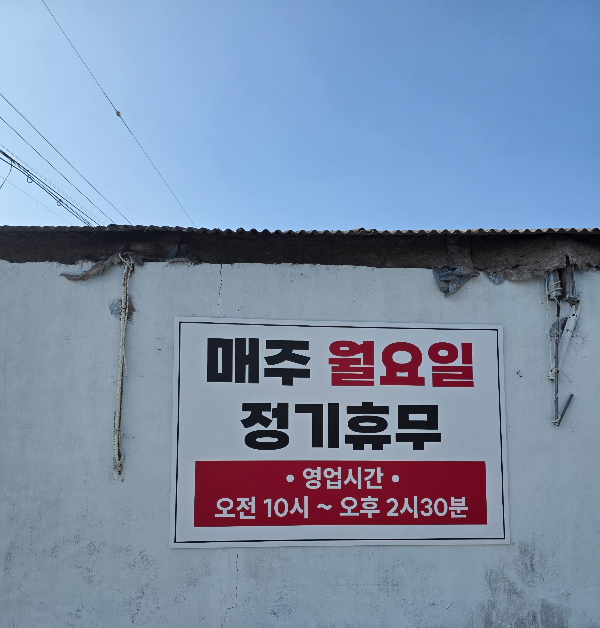 매주 월요일
정기휴무
• 영업시간 •
오전 10시 ~ 오후 2시30분